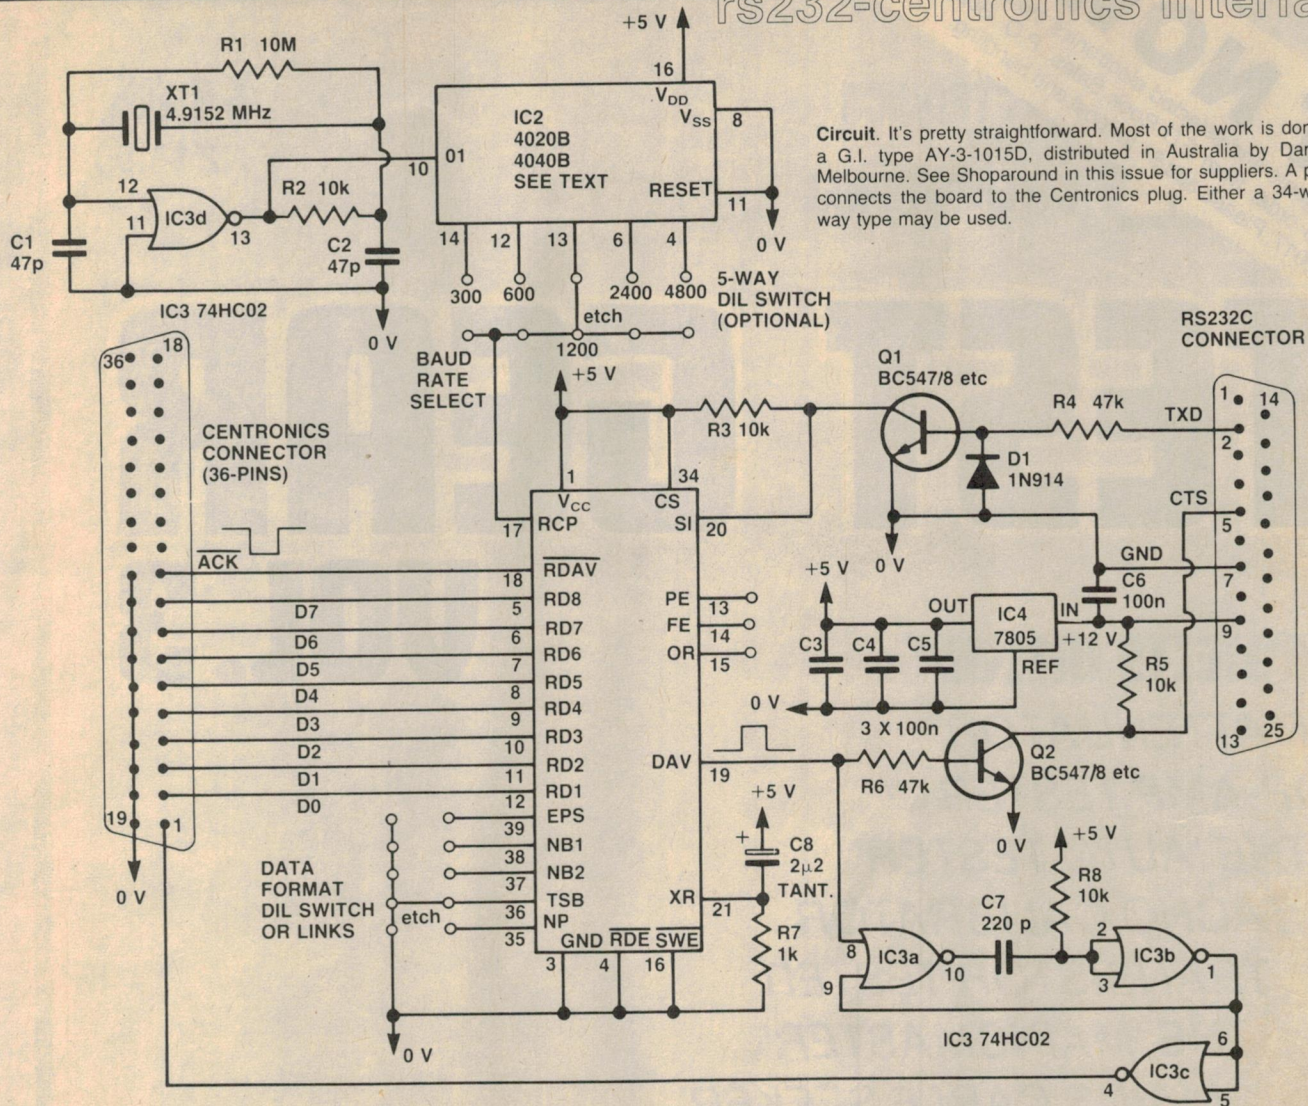 rs232-centronics
+5 V
R1 10M
XT1
4.9152 MHz
16
VDD
VSS
8
IC2
4020B
4040B
SEE TEXT
01
10
RESET
11
0 V
12
11
IC3d
13
R2 10k
C1
47p
C2
47p
IC3 74HC02
0 V
14
12
13
6
4
300
600
2400
4800
etch
1200
5-WAY
DIL SWITCH
(OPTIONAL)
BAUD
RATE
SELECT
Circuit. It's pretty straightforward. Most of the work is
a G.I. type AY-3-1015D, distributed in Australia by
Melbourne. See Shoparound in this issue for suppliers. A
connects the board to the Centronics plug. Either a
way type may be used.
RS232C
CONNECTOR
36
18
19
1
CENTRONICS
CONNECTOR
(36-PINS)
ACK
D7
D6
D5
D4
D3
D2
D1
D0
0 V
+5 V
1
VCC
34
CS
17
RCP
SI
20
R3 10k
18
RDAV
5
RD8
6
RD7
7
RD6
8
RD5
9
RD4
10
RD3
11
RD2
12
RD1
39
EPS
38
NB1
37
NB2
36
TSB
35
NP
PE
13
FE
14
OR
15
DAV
19
XR
21
GND
RDE
SWE
3
4
16
DATA
FORMAT
DIL SWITCH
OR LINKS
etch
0 V
Q1
BC547/8 etc
R4 47k
TXD
D1
1N914
CTS
0 V
GND
C6
100n
+5 V
OUT
IC4
7805
IN
+12 V
REF
C3
C4
C5
0 V
3 X 100n
R5
10k
1
14
2
5
7
9
13
25
R6 47k
Q2
BC547/8 etc
0 V
+5 V
+
C8
2µ2
TANT.
R7
1k
+5 V
R8
10k
C7
220 p
8
9
IC3a
10
2
3
IC3b
1
IC3 74HC02
6
5
IC3c
4